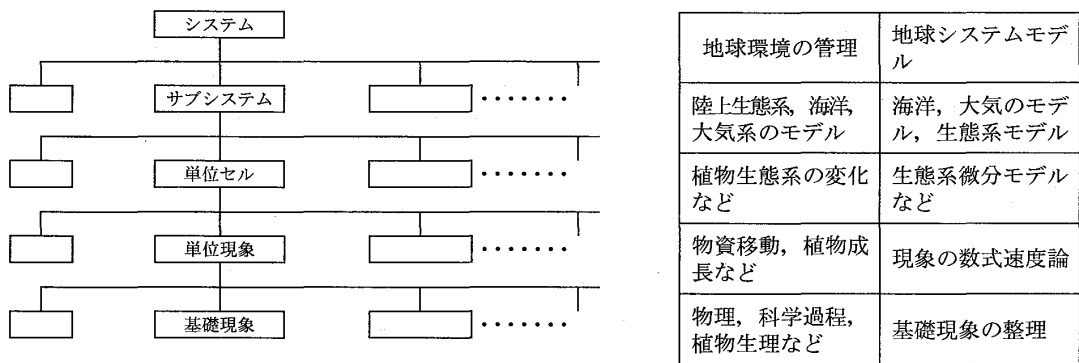 システム
サブシステム
単位セル
単位現象
基礎現象
地球環境の管理
地球システムモデ
ル
陸上生態系，海洋，
大気系のモデル
海洋，大気のモデ
ル，生態系モデル
植物生態系の変化
など
生態系微分モデル
など
物資移動，植物成
長など
現象の数式速度論
物理，科学過程，
植物生理など
基礎現象の整理